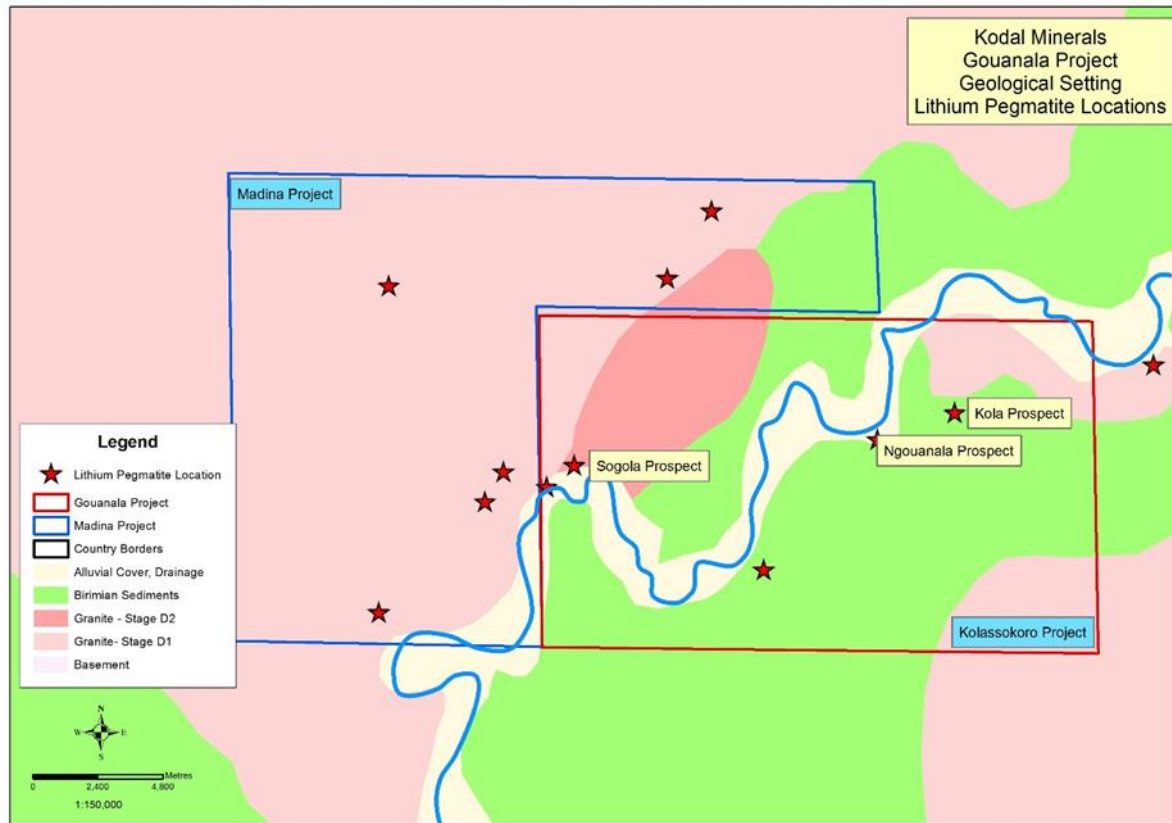 Kodal Minerals
Gouanala Project
Geological Setting
Lithium Pegmatite Locations
Madina Project
Kola Prospect
Ngouanala Prospect
Sogola Prospect
Kolassokoro Project
Legend
Lithium Pegmatite Location
Gouanala Project
Madina Project
Country Borders
Alluvial Cover, Drainage
Birimian Sediments
Granite - Stage D2
Granite- Stage D1
Basement
N
W E
S
Metres
0 2,400 4,800
1:150,000